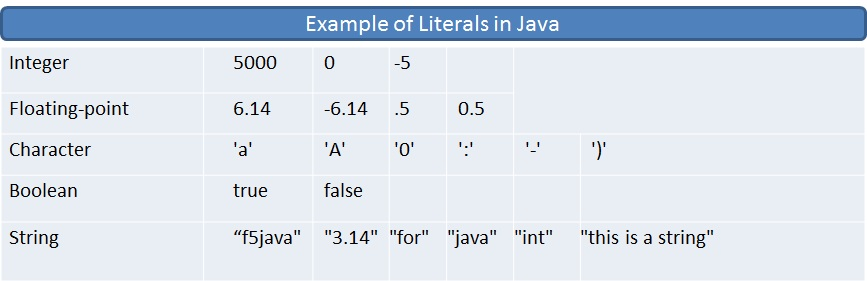 Example of Literals in Java
Integer 5000 0 -5
Floating-point 6.14 -6.14 .5 0.5
Character 'a' 'A' '0' ':' '-' ')'
Boolean true false
String “f5java" "3.14" "for" "java" "int" "this is a string"